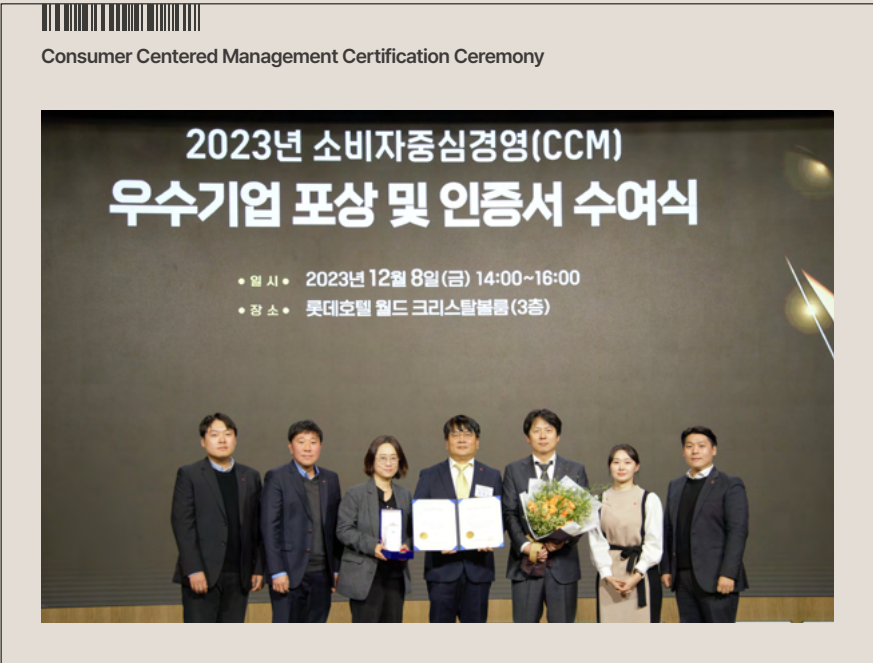 Consumer Centered Management Certification Ceremony
2023년 소비자중심경영(CCM)
우수기업 포상 및 인증서 수여식
• 일 시 • 2023년 12월 8일(금) 14:00~16:00
• 장 소 • 롯데호텔 월드 크리스탈볼룸(3층)